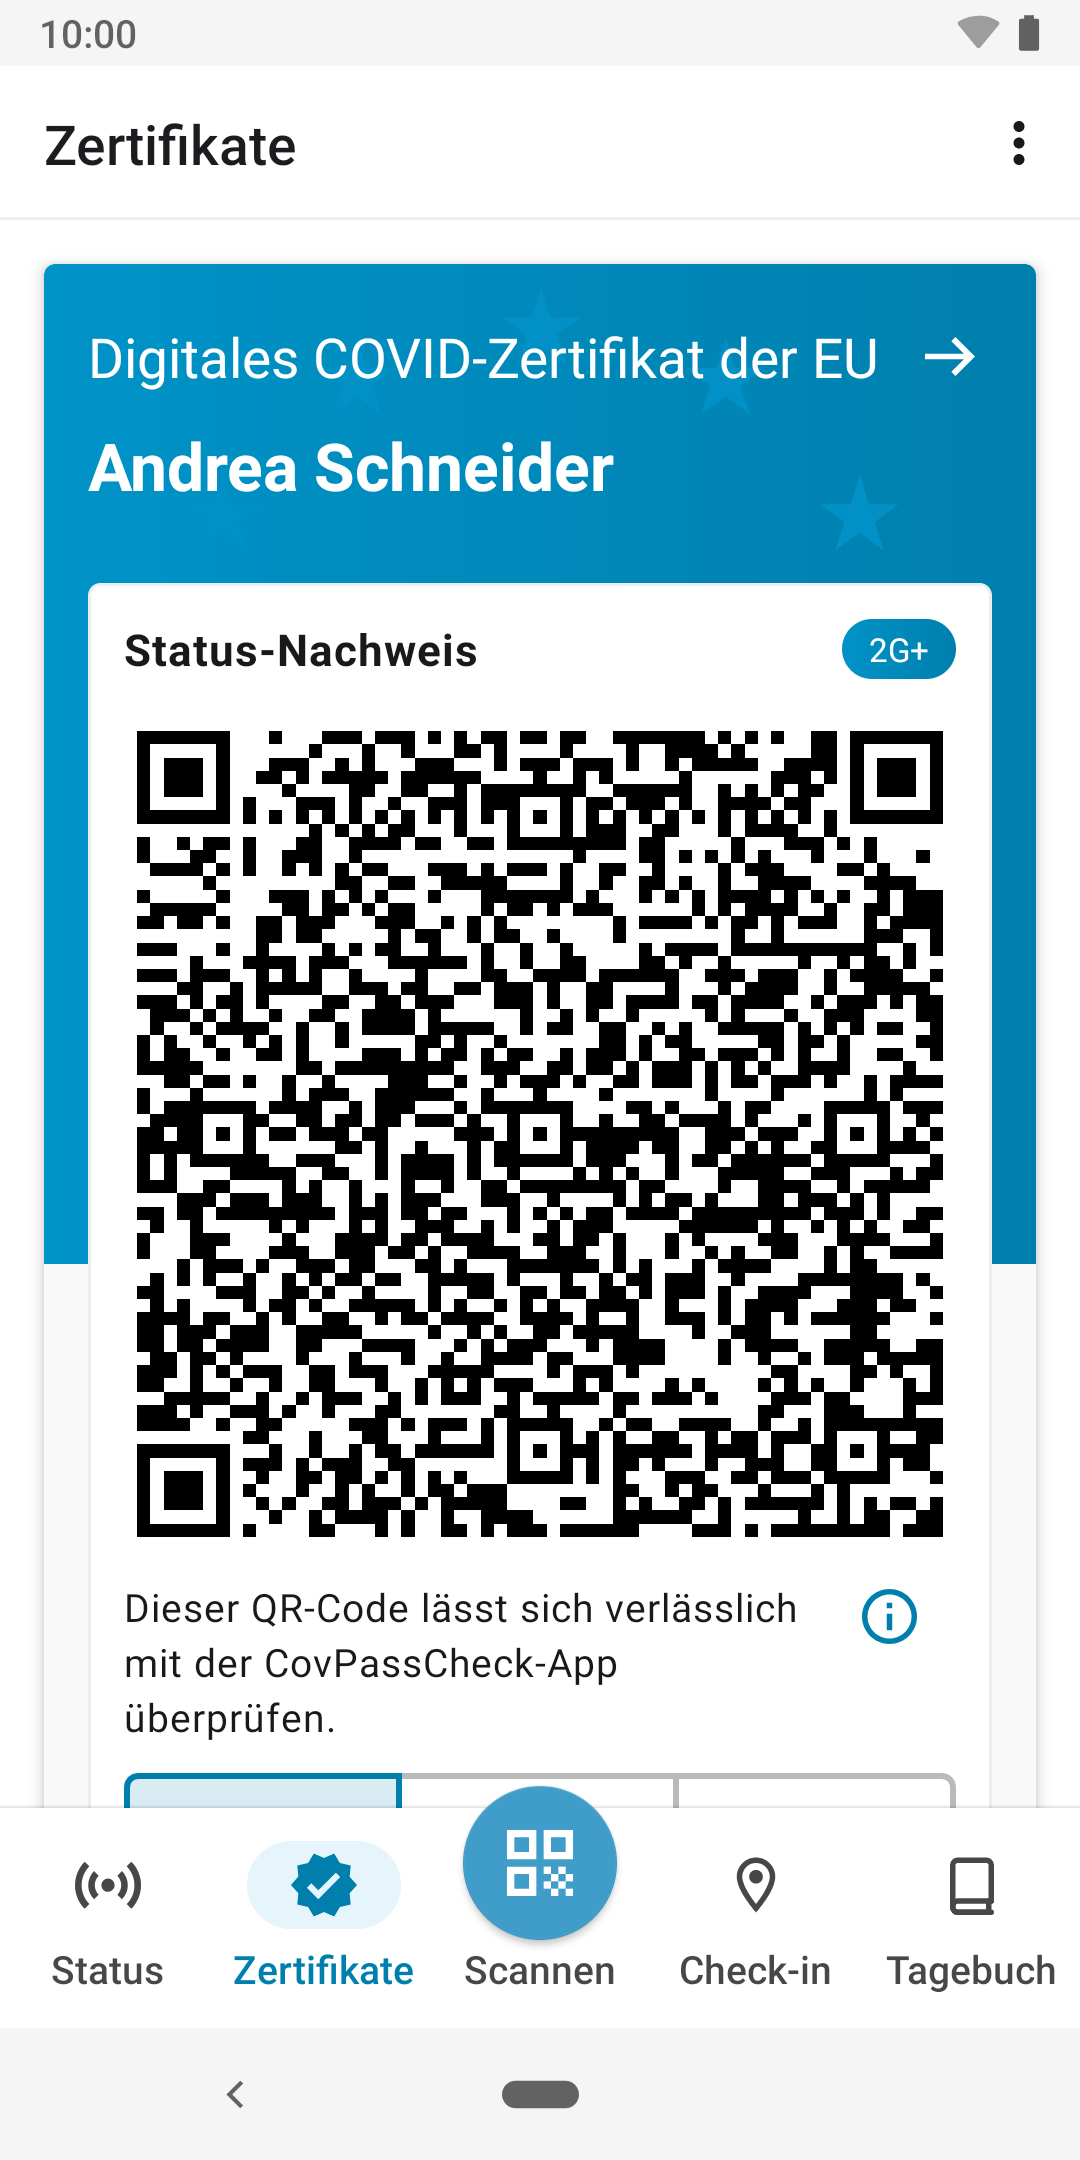 10:00
Zertifikate
Digitales COVID-Zertifikat der EU
Andrea Schneider
Status-Nachweis
2G+
Dieser QR-Code lässt sich verlässlich
mit der CovPassCheck-App
überprüfen.
Status
Zertifikate
Scannen
Check-in
Tagebuch